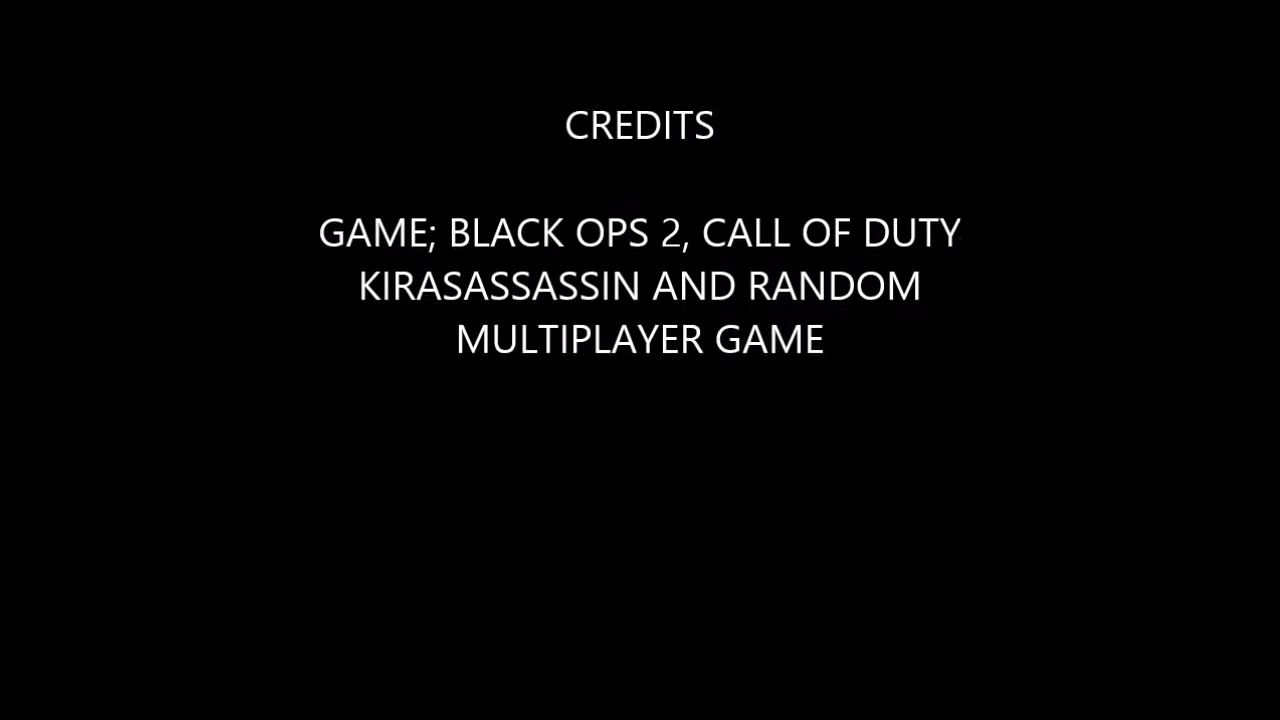 CREDITS
GAME; BLACK OPS 2, CALL OF DUTY
KIRASASSASSIN AND RANDOM
MULTIPLAYER GAME